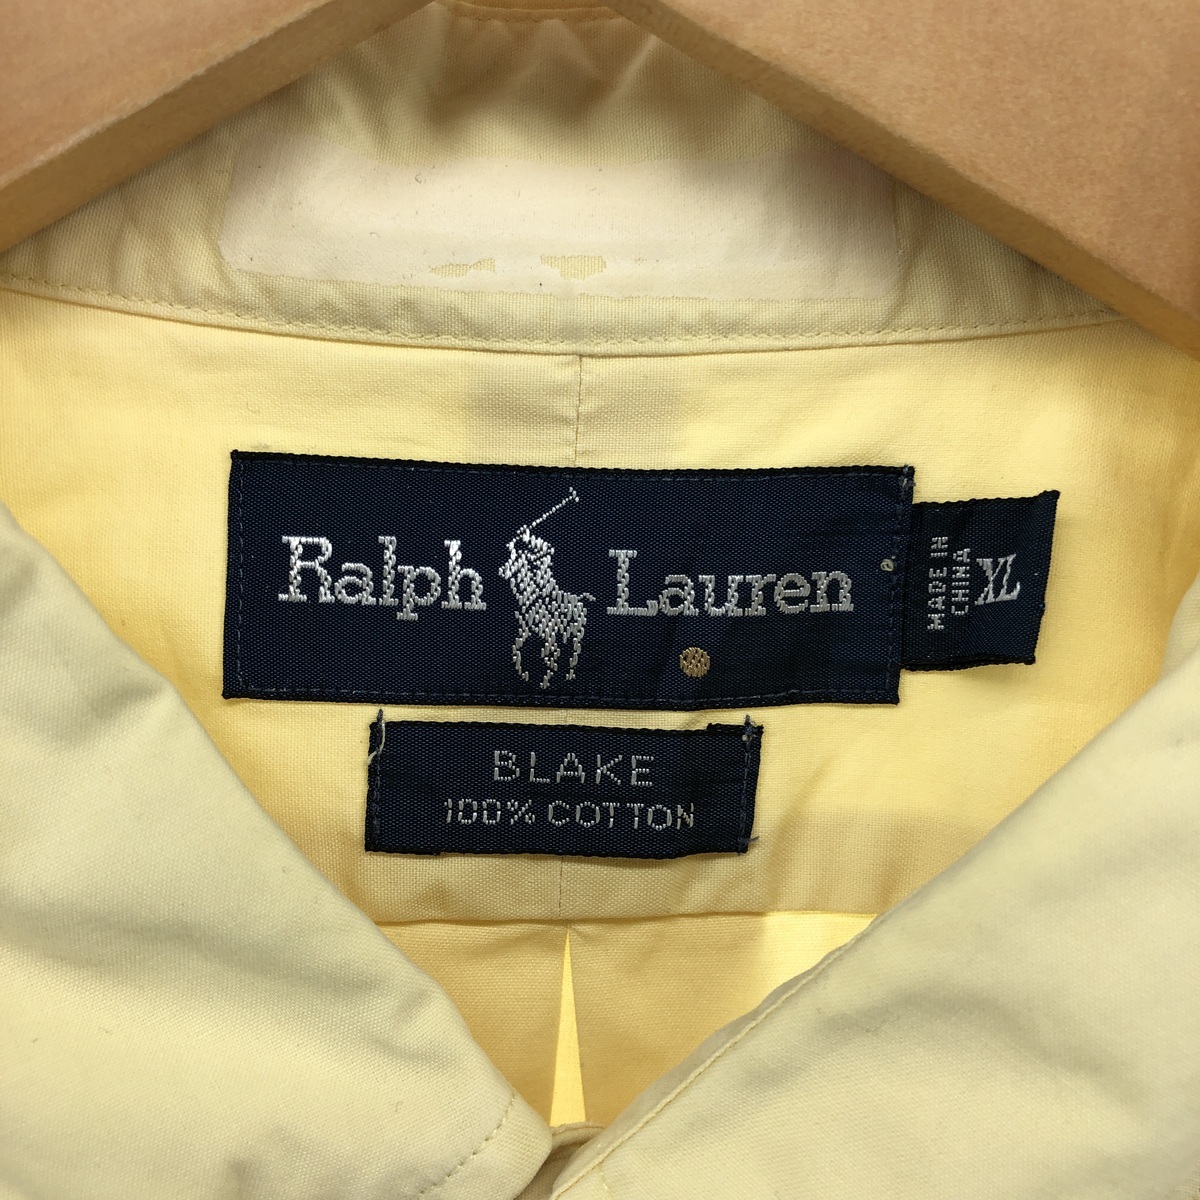 Ralph Lauren
MADE IN
CHINA
XL
BLAKE
100% COTTON